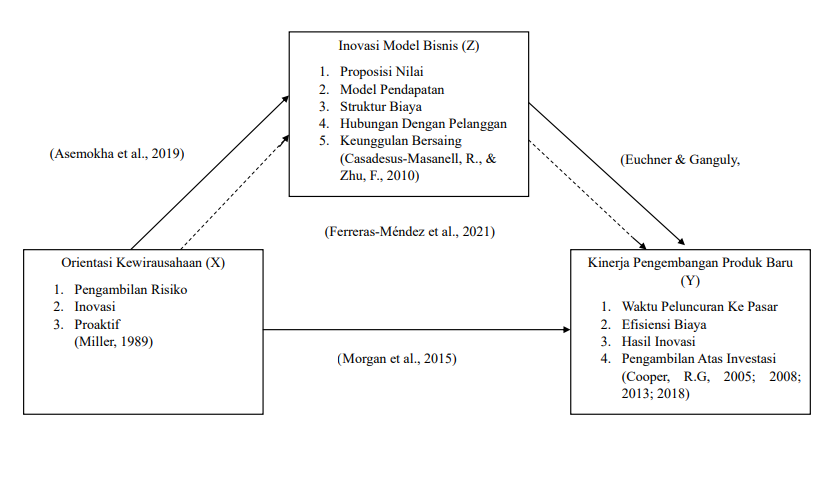 Inovasi Model Bisnis (Z)
1. Proposisi Nilai
2. Model Pendapatan
3. Struktur Biaya
4. Hubungan Dengan Pelanggan
5. Keunggulan Bersaing
(Casadesus-Masanell, R., &
Zhu, F., 2010)
(Asemokha et al., 2019)
(Euchner & Ganguly,
(Ferreras-Méndez et al., 2021)
Orientasi Kewirausahaan (X)
1. Pengambilan Risiko
2. Inovasi
3. Proaktif
(Miller, 1989)
(Morgan et al., 2015)
Kinerja Pengembangan Produk Baru
(Y)
1. Waktu Peluncuran Ke Pasar
2. Efisiensi Biaya
3. Hasil Inovasi
4. Pengambilan Atas Investasi
(Cooper, R.G, 2005; 2008;
2013; 2018)